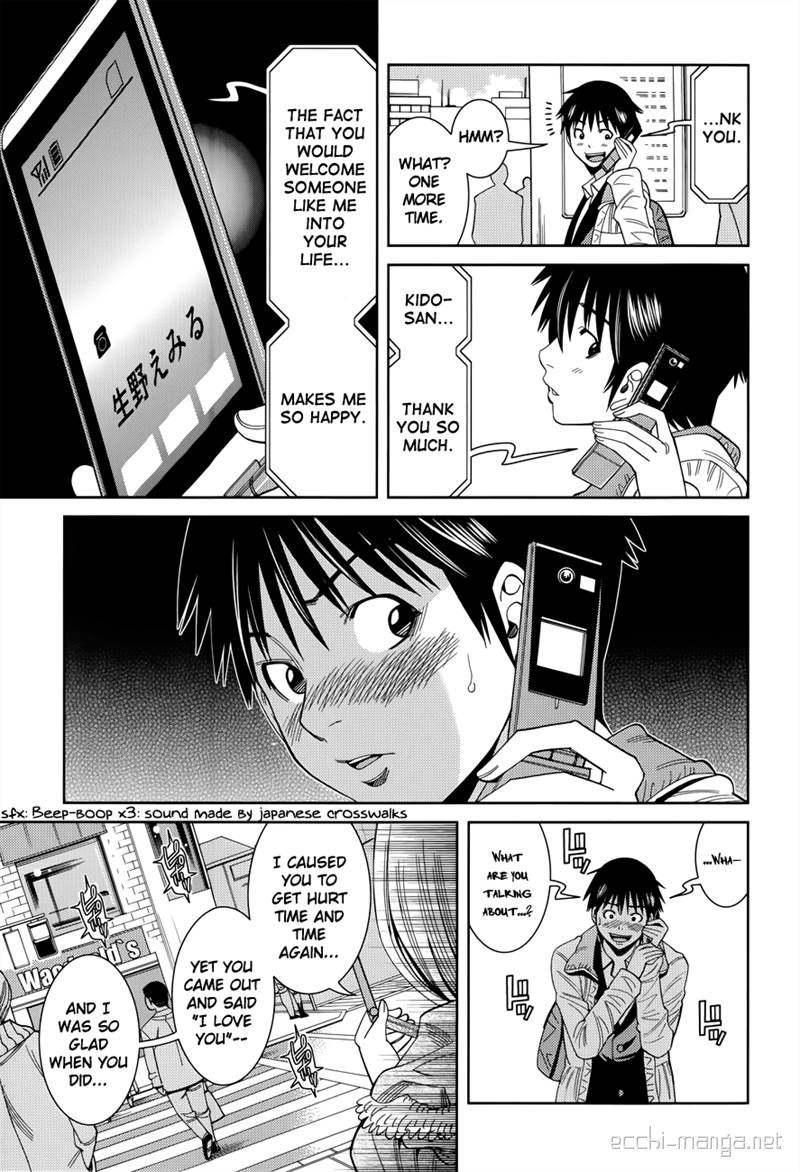 ...NK
YOU.
HMM?
WHAT?
ONE
MORE
TIME.
KIDO-
SAN...
THANK
YOU SO
MUCH.
THE FACT
THAT YOU
WOULD
WELCOME
SOMEONE
LIKE ME
INTO
YOUR
LIFE...
MAKES ME
SO HAPPY.
生野えみる
sfx: Beep-boop x3: sound made by japanese crosswalks
...WHA-
WHAT
ARE YOU
TALKING
ABOUT...?
ドド
ドド
I CAUSED
YOU TO
GET HURT
TIME AND
TIME
AGAIN...
YET YOU
CAME OUT
AND SAID
"I LOVE
YOU"--
AND I
WAS SO
GLAD
WHEN YOU
DID...
ecchi-manga.net